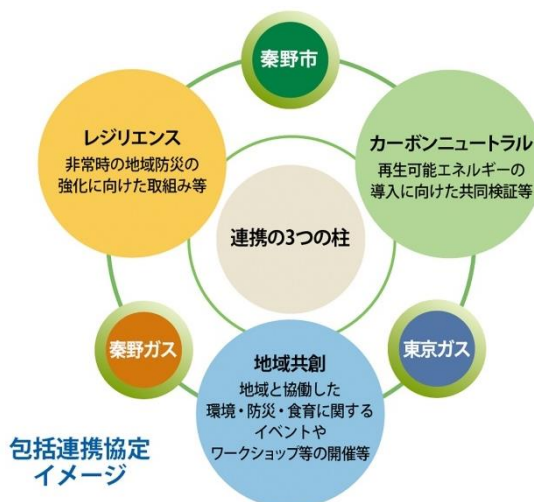 秦野市
レジリエンス
非常時の地域防災の
強化に向けた取組み等
カーボンニュートラル
再生可能エネルギーの
導入に向けた共同検証等
連携の3つの柱
秦野ガス
東京ガス
地域共創
地域と協働した
環境・防災・食育に関する
イベントや
ワークショップ等の開催等
包括連携協定
イメージ